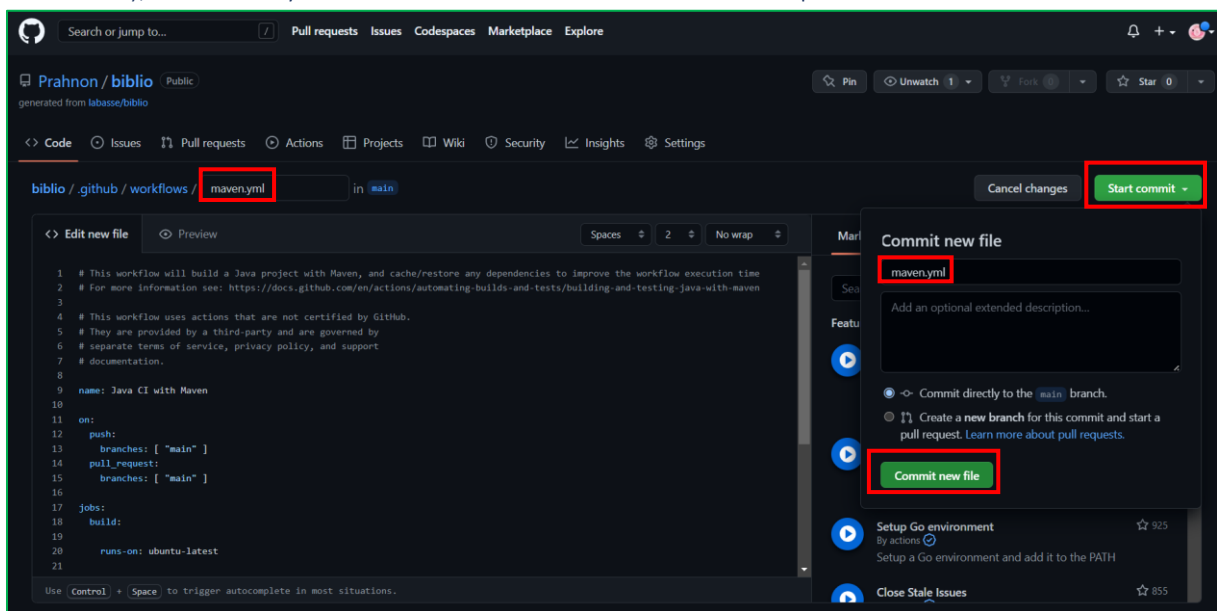 Search or jump to... / Pull requests Issues Codespaces Marketplace Explore
Prahnon / biblio Public
generated from labasse/biblio
Pin Unwatch 1 Fork 0 Star 0
Code Issues Pull requests Actions Projects Wiki Security Insights Settings
biblio / .github / workflows / maven.yml in main
Cancel changes Start commit
<> Edit new file Preview Spaces 2 No wrap
1 # This workflow will build a Java project with Maven, and cache/restore any dependencies to improve the workflow execution time
2 # For more information see: https://docs.github.com/en/actions/automating-builds-and-tests/building-and-testing-java-with-maven
3
4 # This workflow uses actions that are not certified by GitHub.
5 # They are provided by a third-party and are governed by
6 # separate terms of service, privacy policy, and support
7 # documentation.
8
9 name: Java CI with Maven
10
11 on:
12 push:
13 branches: [ "main" ]
14 pull_request:
15 branches: [ "main" ]
16
17 jobs:
18 build:
19
20 runs-on: ubuntu-latest
21
Use Control + Space to trigger autocomplete in most situations.
Commit new file
maven.yml
Add an optional extended description...
Commit directly to the main branch.
Create a new branch for this commit and start a
pull request. Learn more about pull requests.
Commit new file
Setup Go environment 925
By actions
Setup a Go environment and add it to the PATH
Close Stale Issues 855